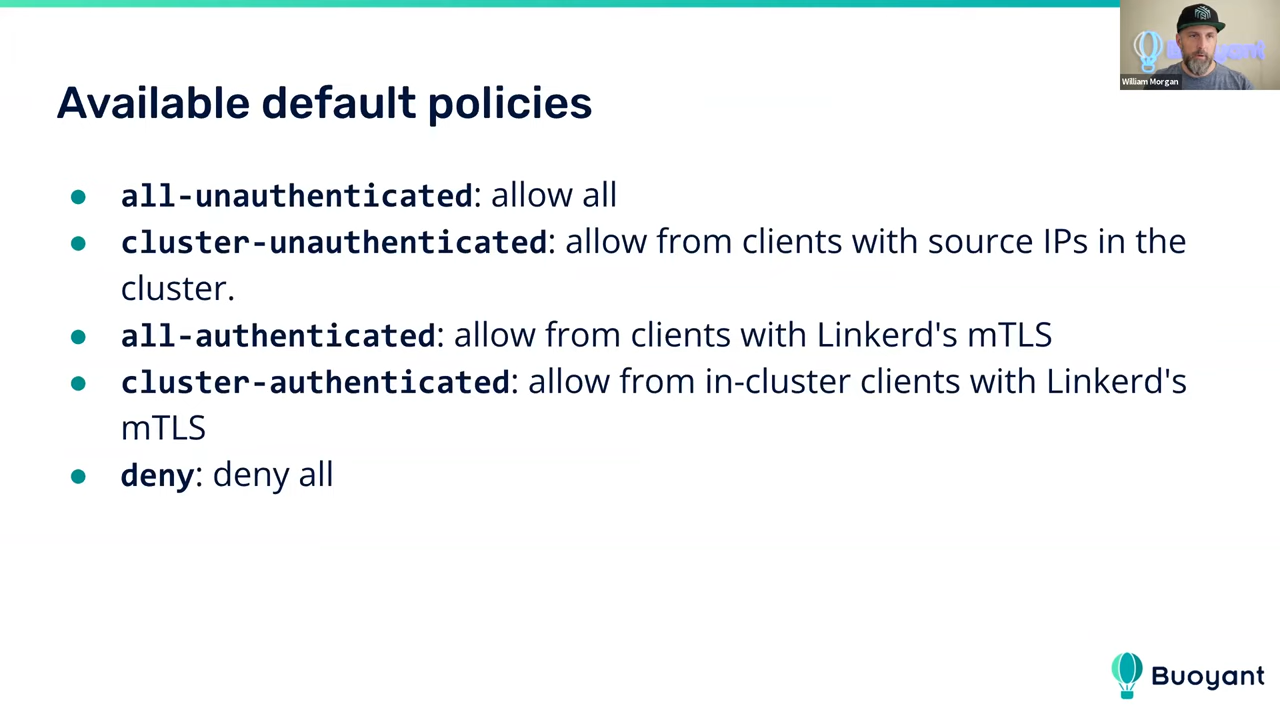 Buoyant
William Morgan
Available default policies
● all-unauthenticated: allow all
● cluster-unauthenticated: allow from clients with source IPs in the
cluster.
● all-authenticated: allow from clients with Linkerd's mTLS
● cluster-authenticated: allow from in-cluster clients with Linkerd's
mTLS
● deny: deny all
Buoyant